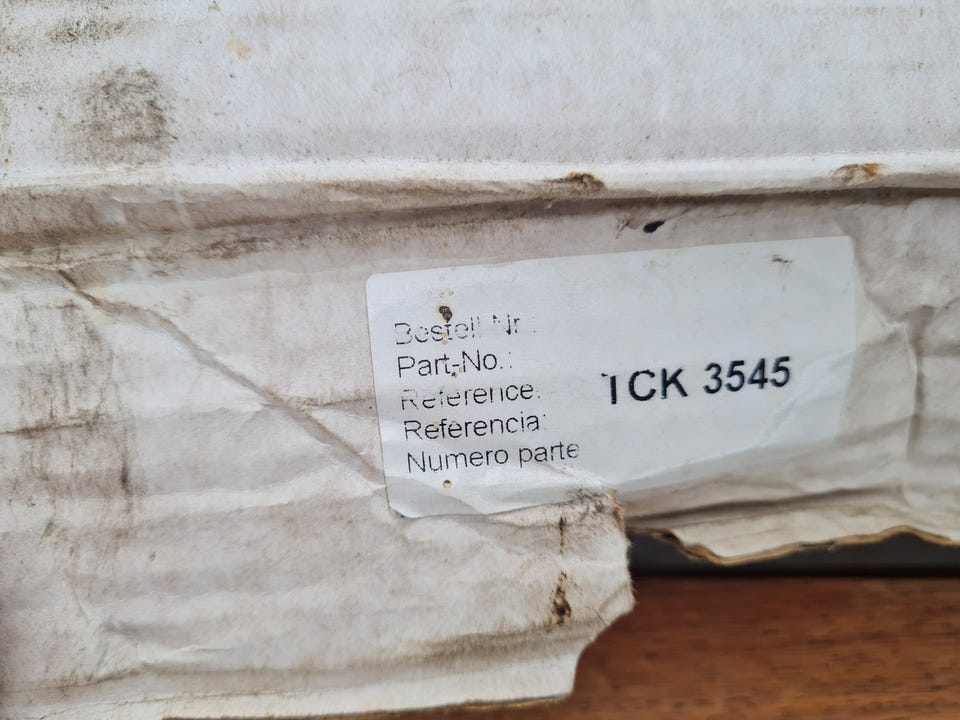 Bestell Nr.:
Part-No.:
Reference:
Referencia:
Numero parte
TCK 3545